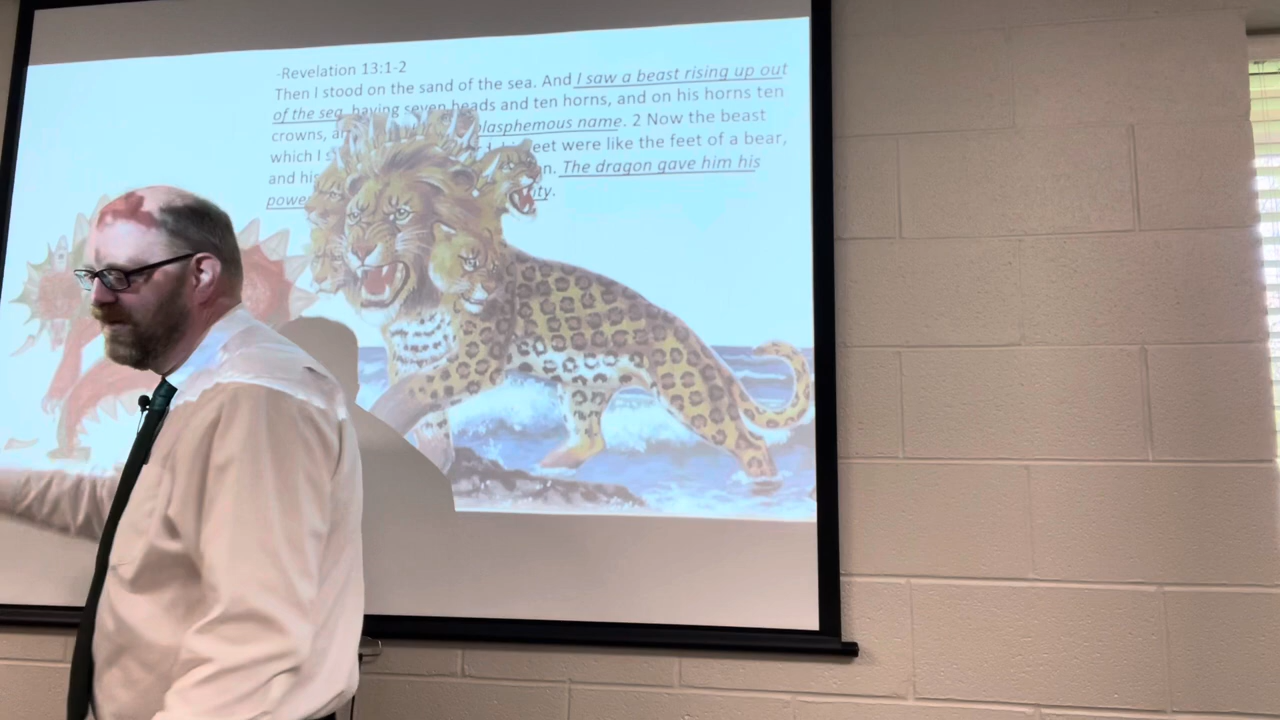 -Revelation 13:1-2
Then I stood on the sand of the sea. And I saw a beast rising up out
of the sea, having seven heads and ten horns, and on his horns ten
crowns, blasphemous name. 2 Now the beast
which I feet were like the feet of a bear,
and his The dragon gave him his